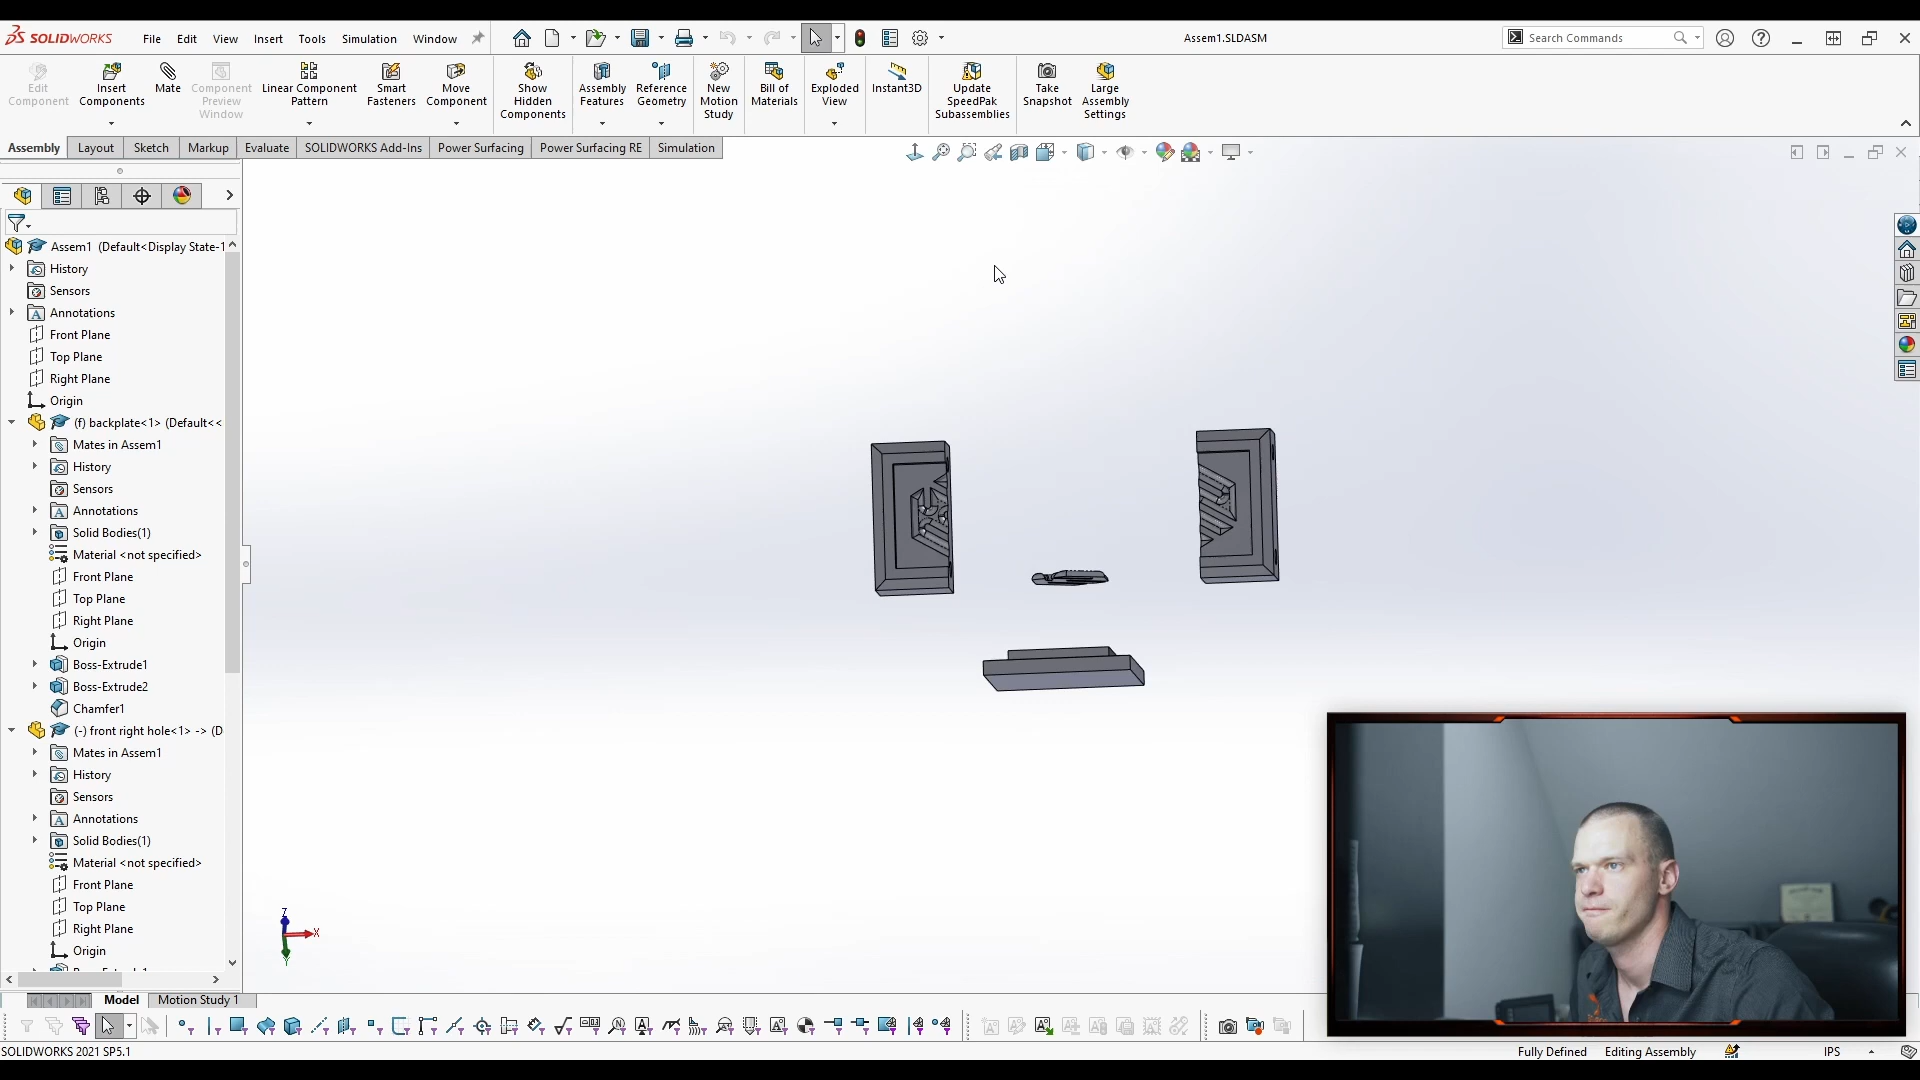 SOLIDWORKS File Edit View Insert Tools Simulation Window Assem1.SLDASM Search Commands
Edit Component
Insert Components
Mate
Component Preview Window
Linear Component Pattern
Smart Fasteners
Move Component
Show Hidden Components
Assembly Features
Reference Geometry
New Motion Study
Bill of Materials
Exploded View
Instant3D
Update SpeedPak Subassemblies
Take Snapshot
Large Assembly Settings
Assembly Layout Sketch Markup Evaluate SOLIDWORKS Add-Ins Power Surfacing Power Surfacing RE Simulation
Assem1 (Default<Display State-1
History
Sensors
Annotations
Front Plane
Top Plane
Right Plane
Origin
(f) backplate<1> (Default<<
Mates in Assem1
History
Sensors
Annotations
Solid Bodies(1)
Material <not specified>
Front Plane
Top Plane
Right Plane
Origin
Boss-Extrude1
Boss-Extrude2
Chamfer1
(-) front right hole<1> -> (D
Mates in Assem1
History
Sensors
Annotations
Solid Bodies(1)
Material <not specified>
Front Plane
Top Plane
Right Plane
Origin
Z
X
Y
Model Motion Study 1
SOLIDWORKS 2021 SP5.1 Fully Defined Editing Assembly IPS